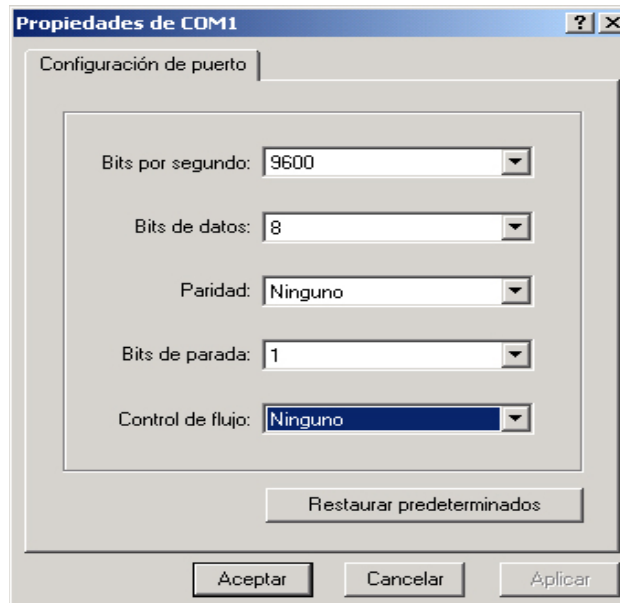 Propiedades de COM1
Configuración de puerto
Bits por segundo: 9600
Bits de datos: 8
Paridad: Ninguno
Bits de parada: 1
Control de flujo: Ninguno
Restaurar predeterminados
Aceptar Cancelar Aplicar